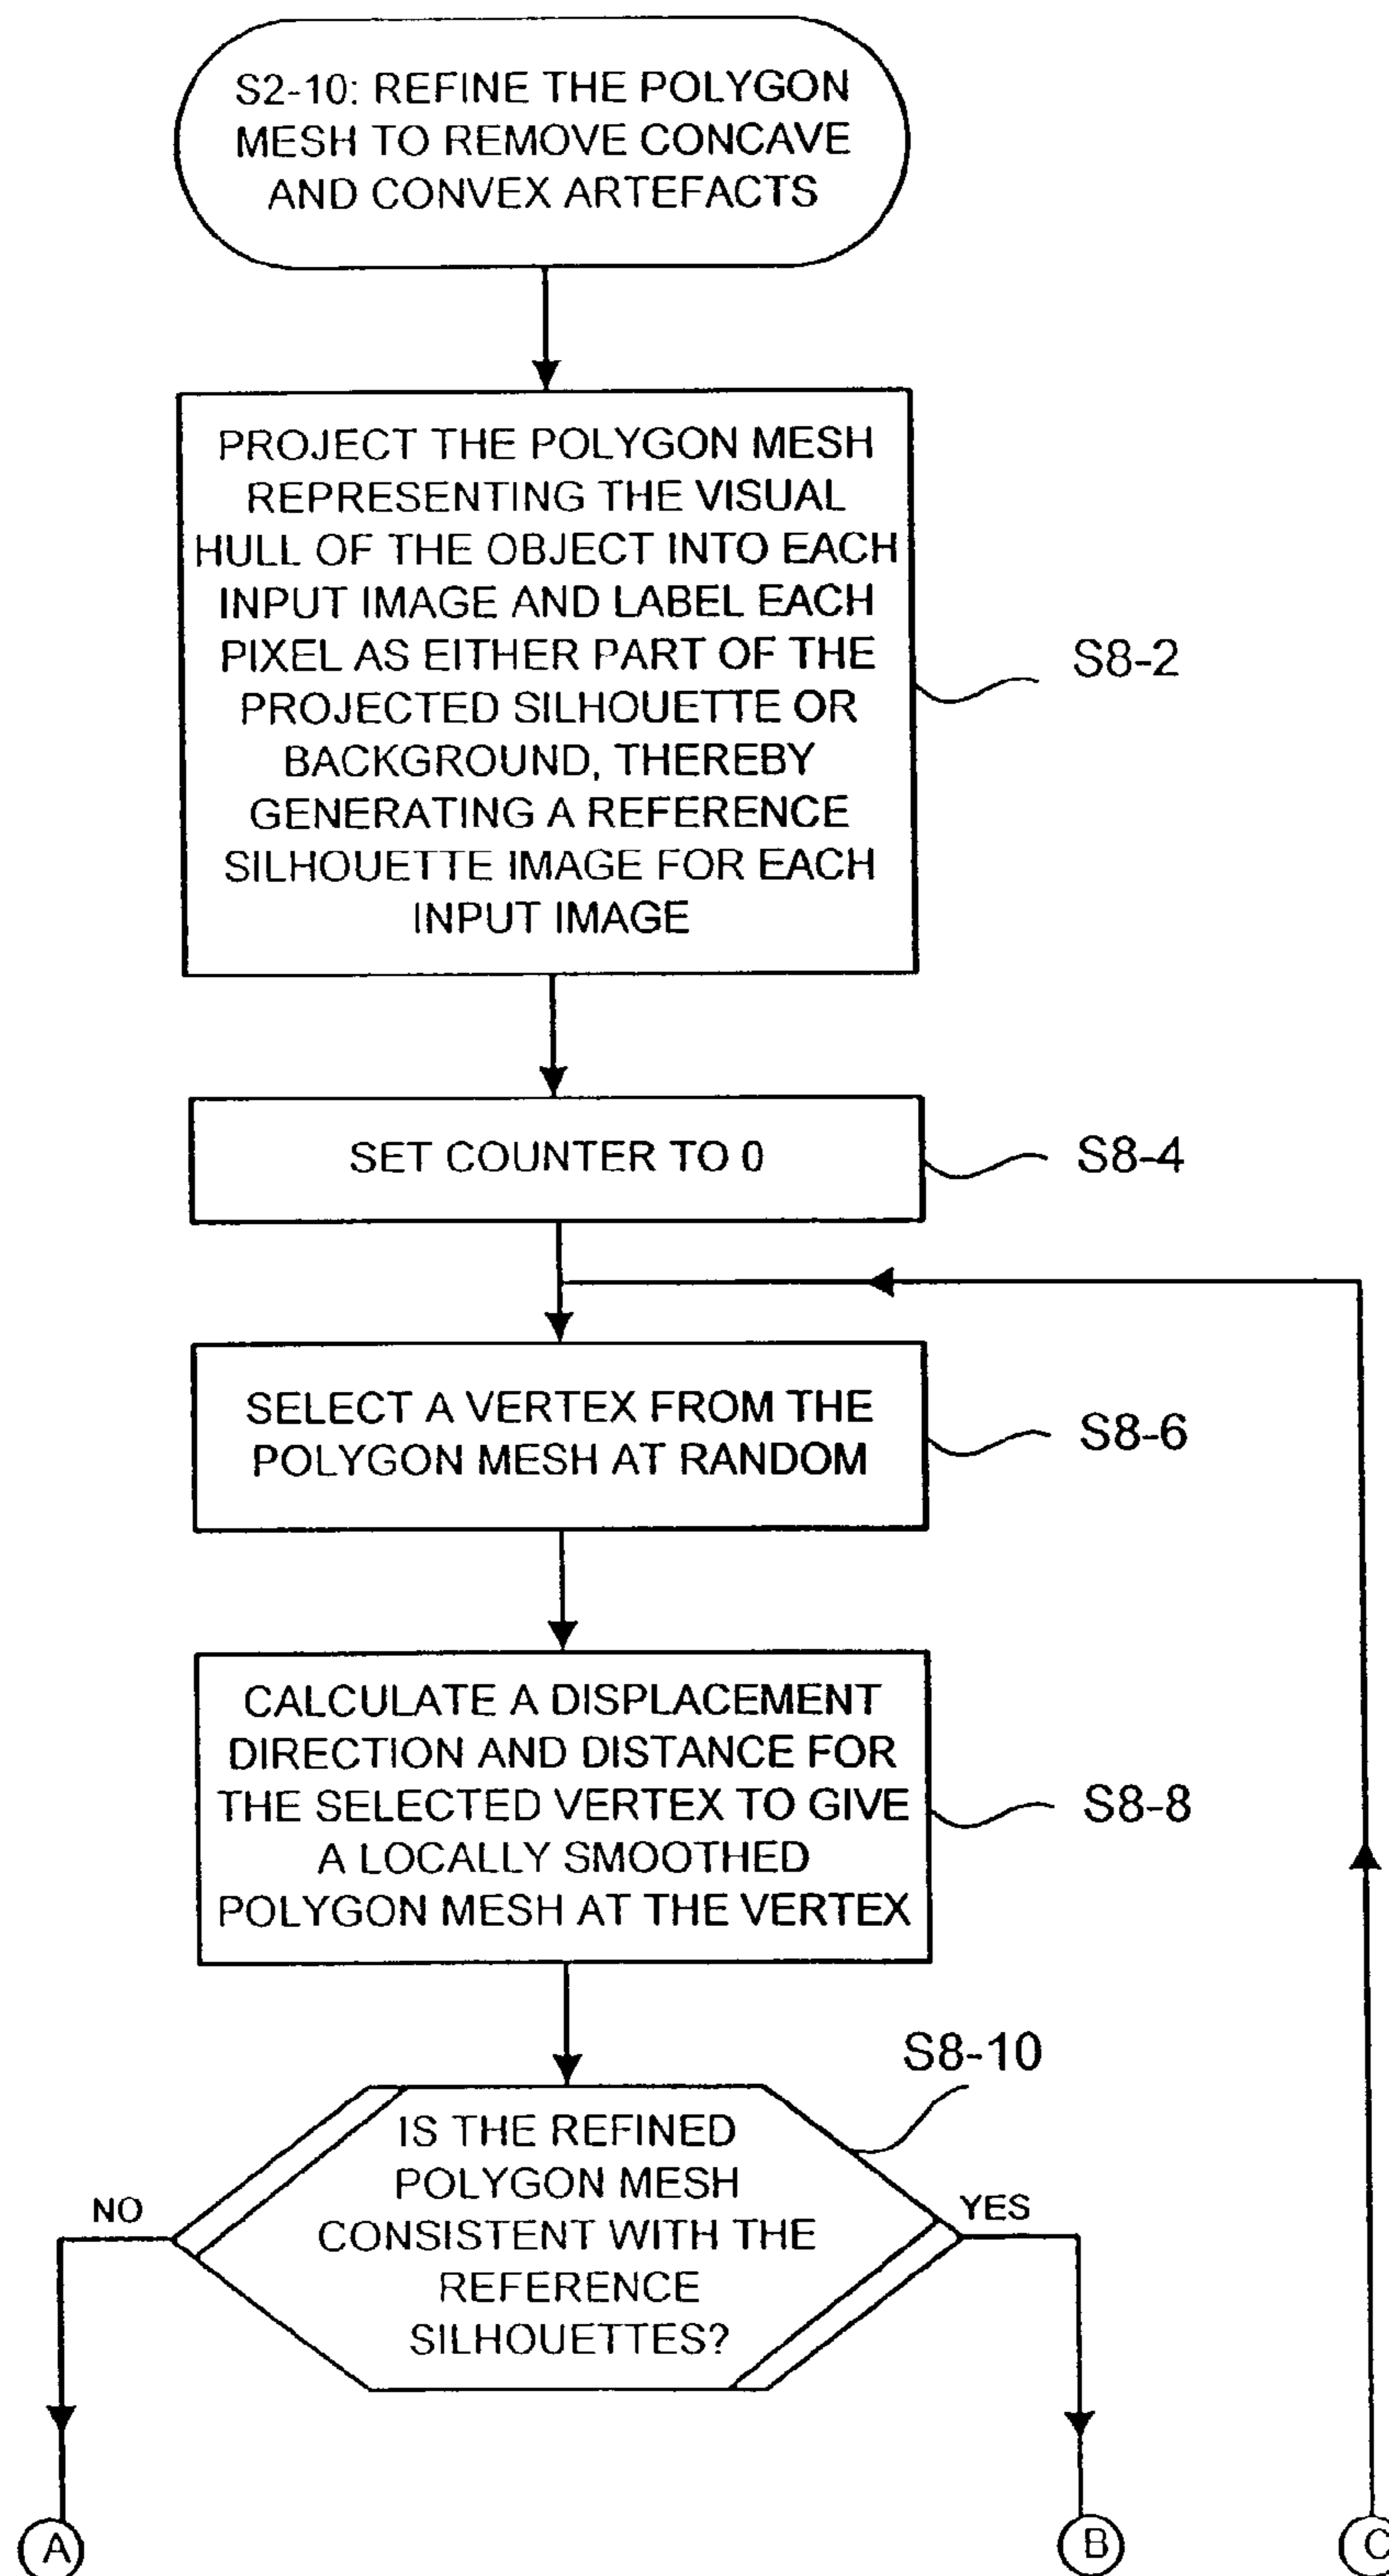 S2-10: REFINE THE POLYGON
MESH TO REMOVE CONCAVE
AND CONVEX ARTEFACTS
PROJECT THE POLYGON MESH
REPRESENTING THE VISUAL
HULL OF THE OBJECT INTO EACH
INPUT IMAGE AND LABEL EACH
PIXEL AS EITHER PART OF THE
PROJECTED SILHOUETTE OR
BACKGROUND, THEREBY
GENERATING A REFERENCE
SILHOUETTE IMAGE FOR EACH
INPUT IMAGE
S8-2
SET COUNTER TO 0
S8-4
SELECT A VERTEX FROM THE
POLYGON MESH AT RANDOM
S8-6
CALCULATE A DISPLACEMENT
DIRECTION AND DISTANCE FOR
THE SELECTED VERTEX TO GIVE
A LOCALLY SMOOTHED
POLYGON MESH AT THE VERTEX
S8-8
S8-10
IS THE REFINED
POLYGON MESH
CONSISTENT WITH THE
REFERENCE
SILHOUETTES?
NO
YES
A
B
C